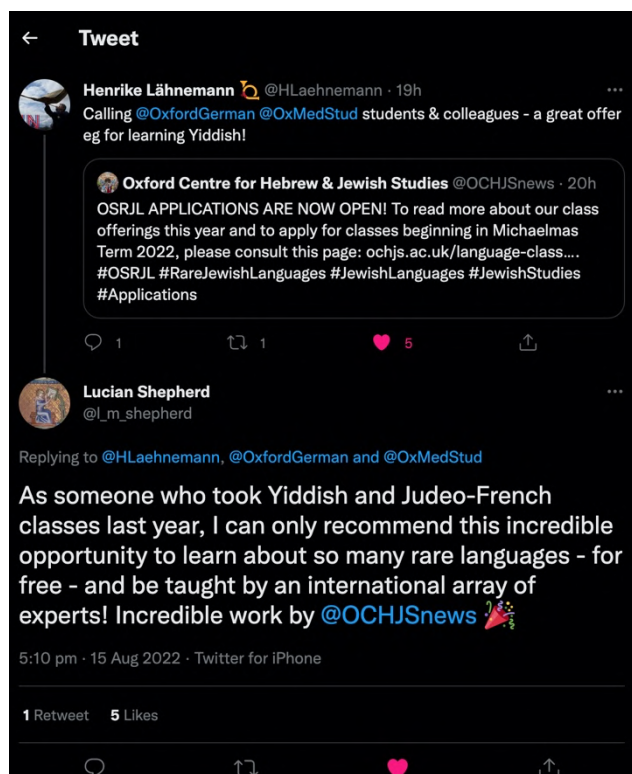 ← Tweet
Henrike Lähnemann 📯 @HLaehnemann · 19h
Calling @OxfordGerman @OxMedStud students & colleagues - a great offer
eg for learning Yiddish!
Oxford Centre for Hebrew & Jewish Studies @OCHJSnews · 20h
OSRJL APPLICATIONS ARE NOW OPEN! To read more about our class
offerings this year and to apply for classes beginning in Michaelmas
Term 2022, please consult this page: ochjs.ac.uk/language-class….
#OSRJL #RareJewishLanguages #JewishLanguages #JewishStudies
#Applications
1 1 5
Lucian Shepherd
@l_m_shepherd
Replying to @HLaehnemann, @OxfordGerman and @OxMedStud
As someone who took Yiddish and Judeo-French
classes last year, I can only recommend this incredible
opportunity to learn about so many rare languages - for
free - and be taught by an international array of
experts! Incredible work by @OCHJSnews 🎉
5:10 pm · 15 Aug 2022 · Twitter for iPhone
1 Retweet 5 Likes